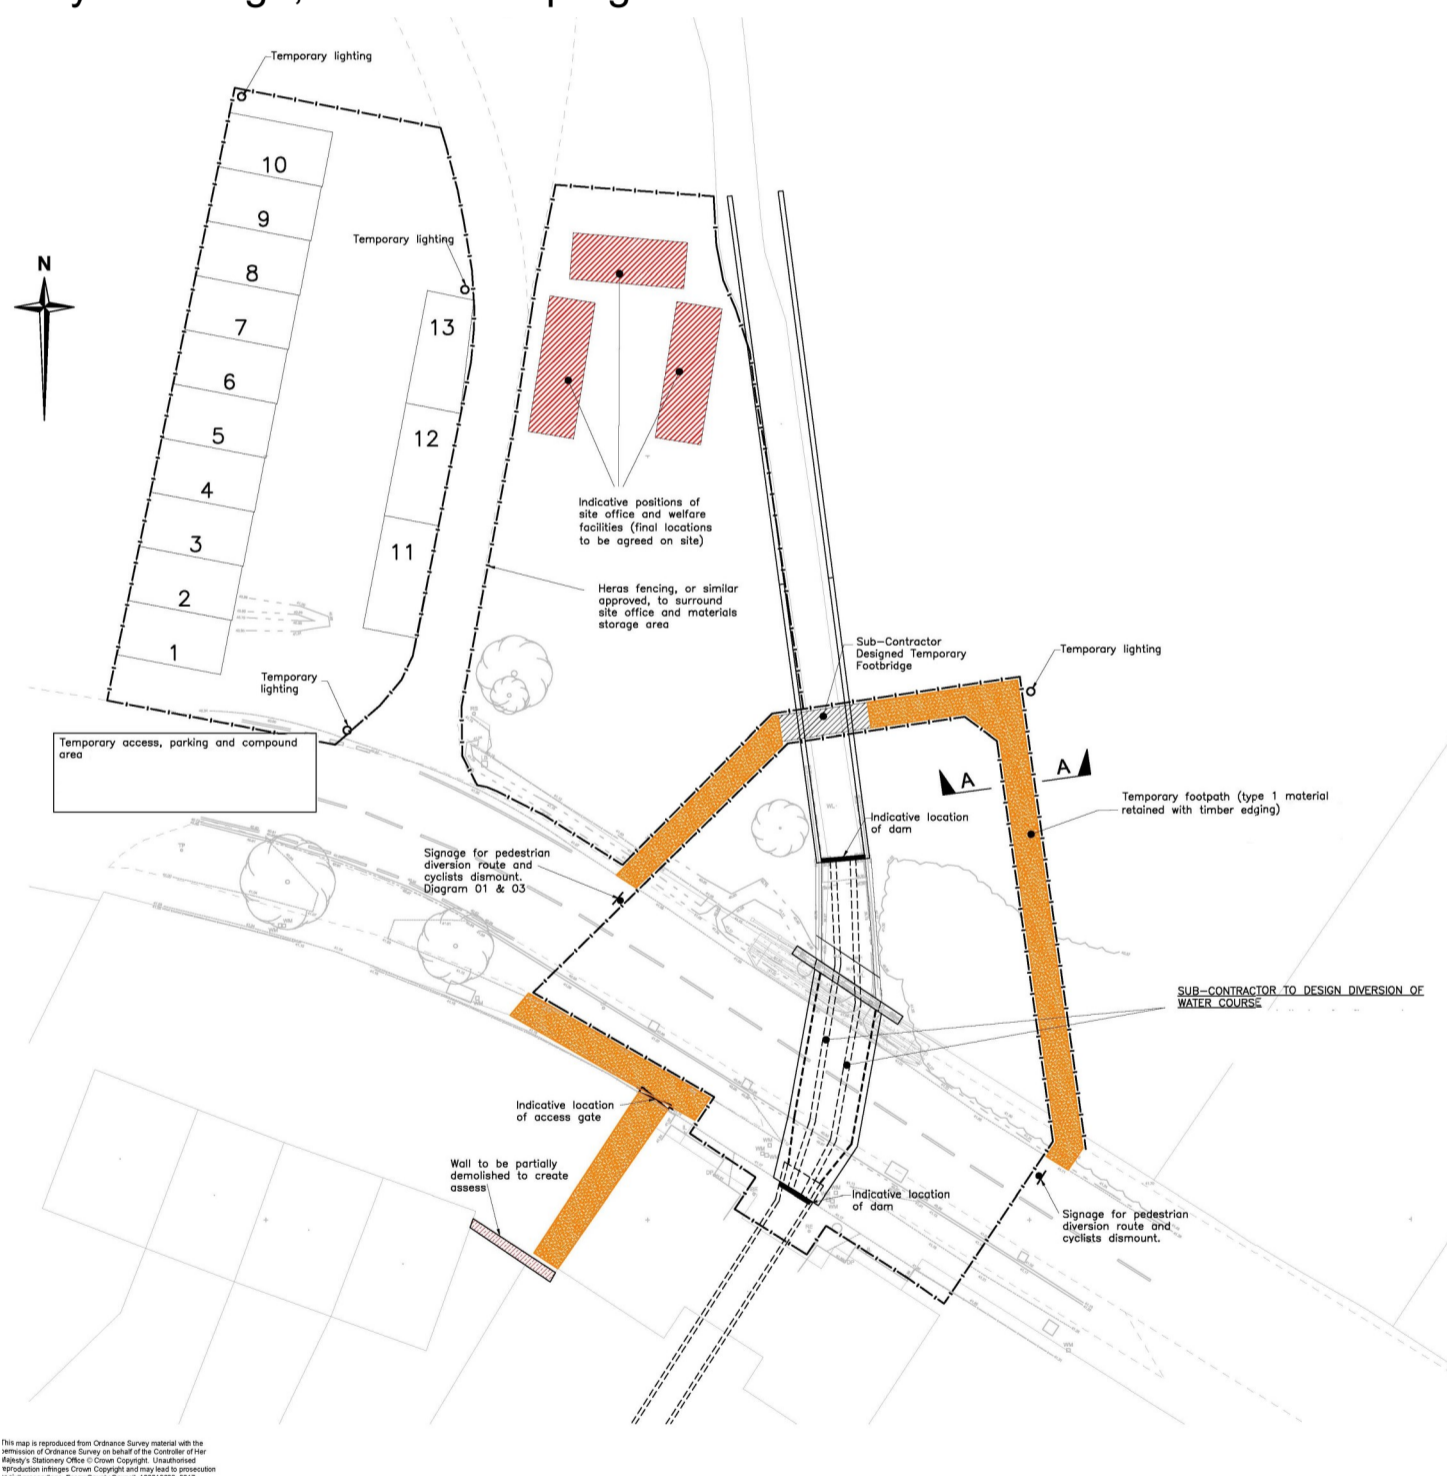 Temporary lighting
10
9
8
7
6
5
4
3
2
1
Temporary lighting
13
12
11
N
Indicative positions of
site office and welfare
facilities (final locations
to be agreed on site)
Heras fencing, or similar
approved, to surround
site office and materials
storage area
Sub-Contractor
Designed Temporary
Footbridge
Temporary lighting
Temporary
lighting
Temporary access, parking and compound
area
A
A
Temporary footpath (type 1 material
retained with timber edging)
Indicative location
of dam
Signage for pedestrian
diversion route and
cyclists dismount.
Diagram 01 & 03
SUB-CONTRACTOR TO DESIGN DIVERSION OF
WATER COURSE
Indicative location
of access gate
Wall to be partially
demolished to create
assess
Indicative location
of dam
Signage for pedestrian
diversion route and
cyclists dismount.
This map is reproduced from Ordnance Survey material with the
permission of Ordnance Survey on behalf of the Controller of Her
Majesty's Stationery Office © Crown Copyright. Unauthorised
reproduction infringes Crown Copyright and may lead to prosecution